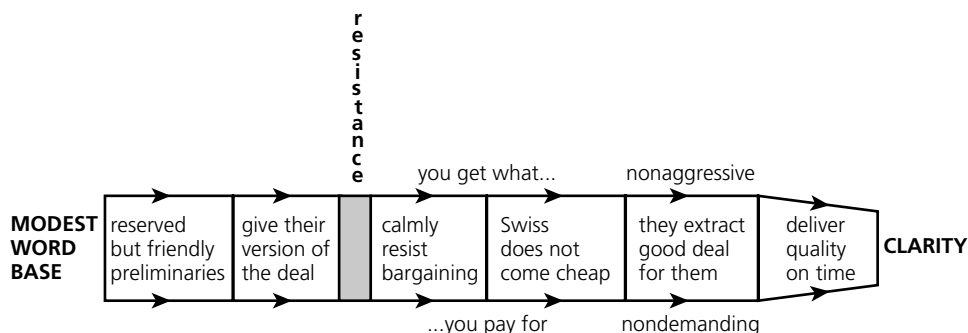 resistance
you get what...
nonaggressive
MODEST
WORD
BASE
reserved
but friendly
preliminaries
give their
version of
the deal
calmly
resist
bargaining
Swiss
does not
come cheap
they extract
good deal
for them
deliver
quality
on time
CLARITY
...you pay for
nondemanding